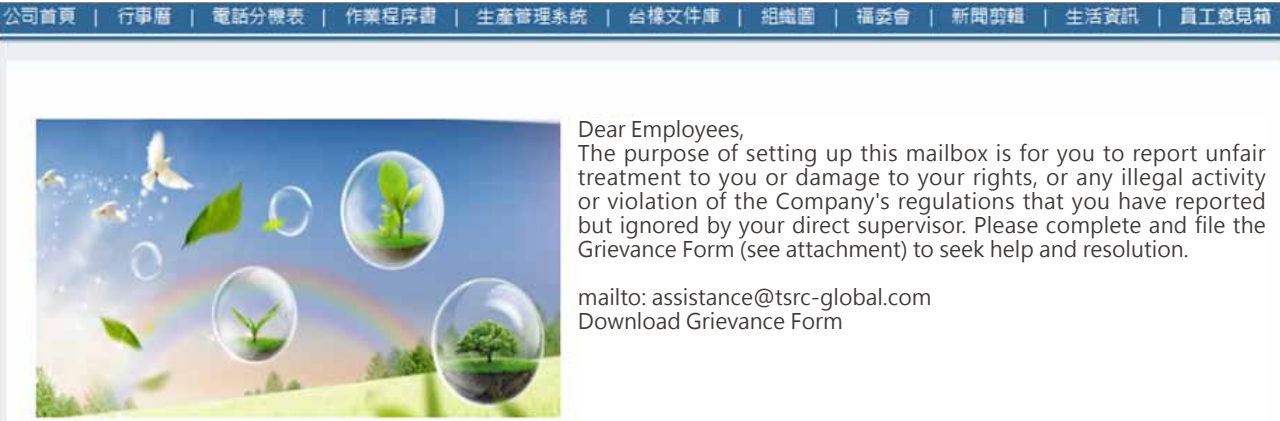 公司首頁 | 行事曆 | 電話分機表 | 作業程序書 | 生產管理系統 | 台橡文件庫 | 組織圖 | 福委會 | 新聞剪輯 | 生活資訊 | 員工意見箱
Dear Employees,
The purpose of setting up this mailbox is for you to report unfair
treatment to you or damage to your rights, or any illegal activity
or violation of the Company's regulations that you have reported
but ignored by your direct supervisor. Please complete and file the
Grievance Form (see attachment) to seek help and resolution.
mailto: assistance@tsrc-global.com
Download Grievance Form